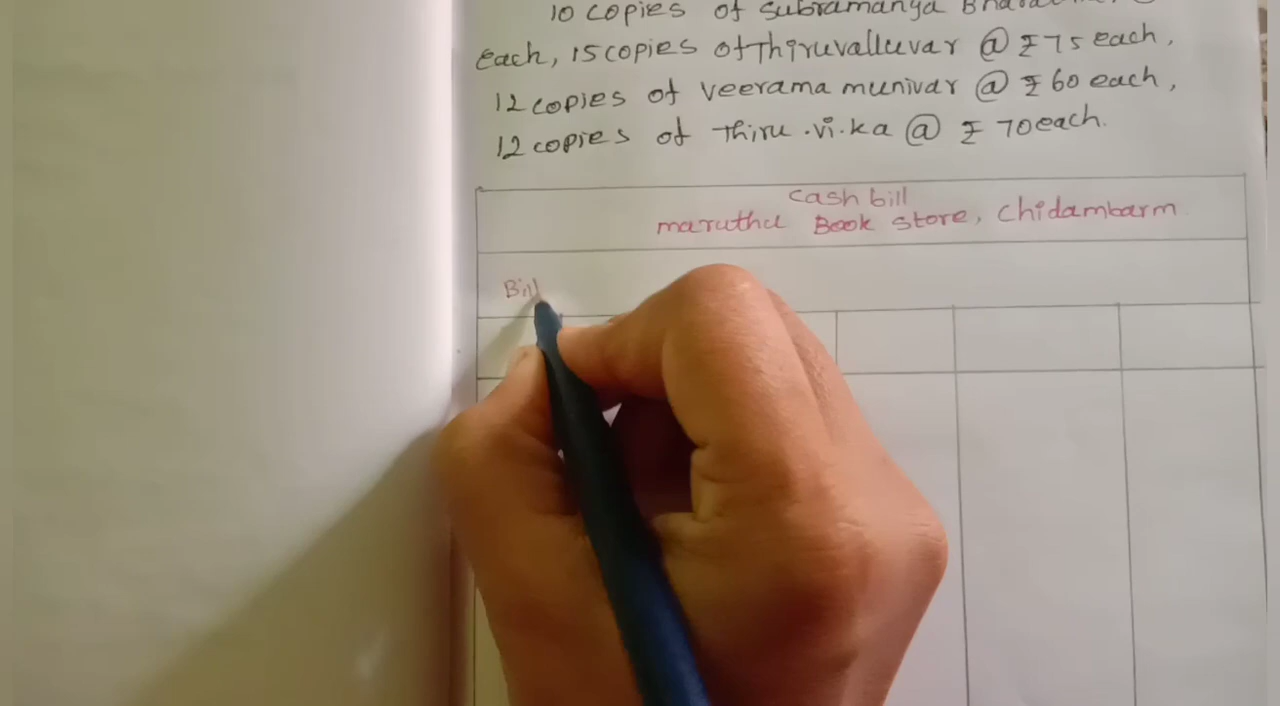 10 copies of Subramanya
each, 15 copies of Thiruvalluvar @ ₹ 75 each,
12 copies of Veerama munivar @ ₹ 60 each,
12 copies of Thiru.vi.ka @ ₹ 70 each.
Cash bill
maruthu Book store, Chidambarm
Bill